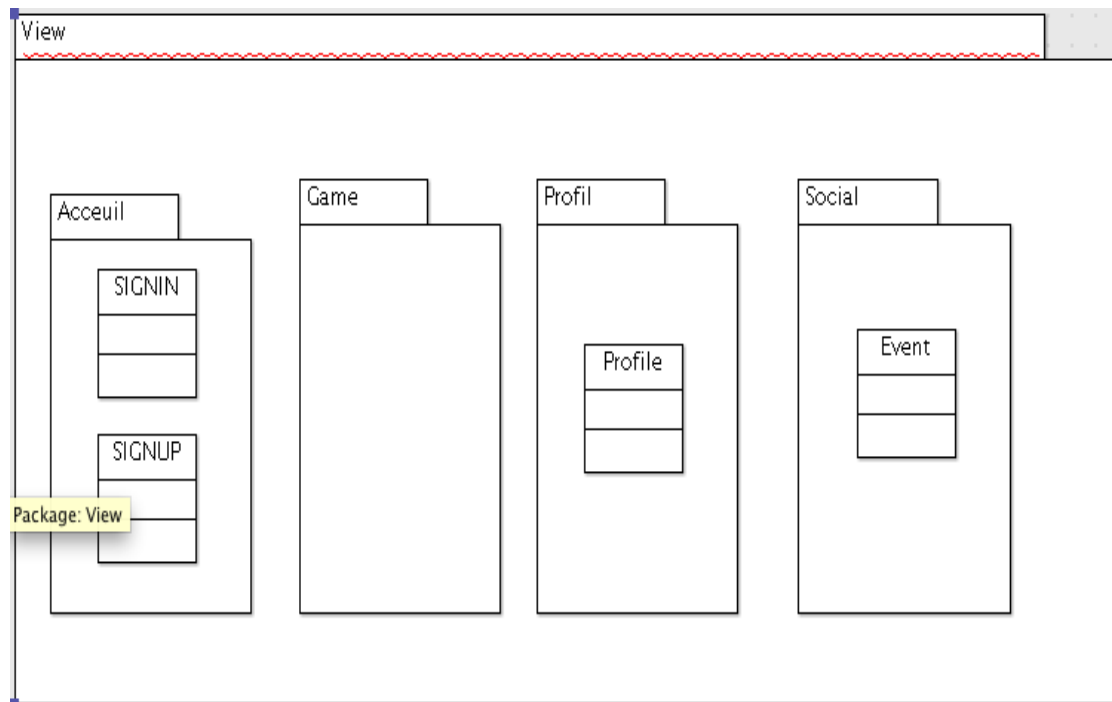 View
Acceuil
Game
Profil
Social
SIGNIN
Profile
Event
SIGNUP
Package: View